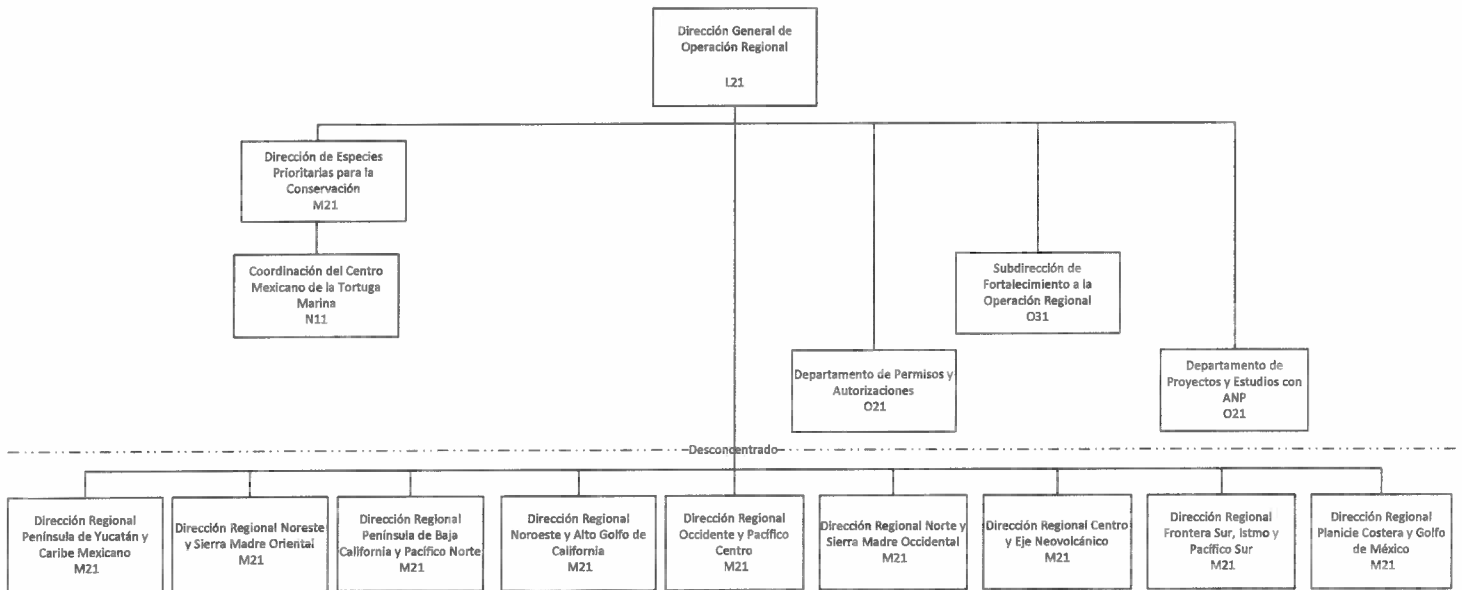 Dirección General de
Operación Regional
L21
Dirección de Especies
Prioritarias para la
Conservación
M21
Coordinación del Centro
Mexicano de la Tortuga
Marina
N11
Subdirección de
Fortalecimiento a la
Operación Regional
O31
Departamento de Permisos y
Autorizaciones
O21
Departamento de
Proyectos y Estudios con
ANP
O21
Desconcentrado
Dirección Regional
Península de Yucatán y
Caribe Mexicano
M21
Dirección Regional Noreste
y Sierra Madre Oriental
M21
Dirección Regional
Península de Baja
California y Pacífico Norte
M21
Dirección Regional
Noroeste y Alto Golfo de
California
M21
Dirección Regional
Occidente y Pacífico
Centro
M21
Dirección Regional Norte y
Sierra Madre Occidental
M21
Dirección Regional Centro
y Eje Neovolcánico
M21
Dirección Regional
Frontera Sur, Istmo y
Pacífico Sur
M21
Dirección Regional
Planicie Costera y Golfo
de México
M21